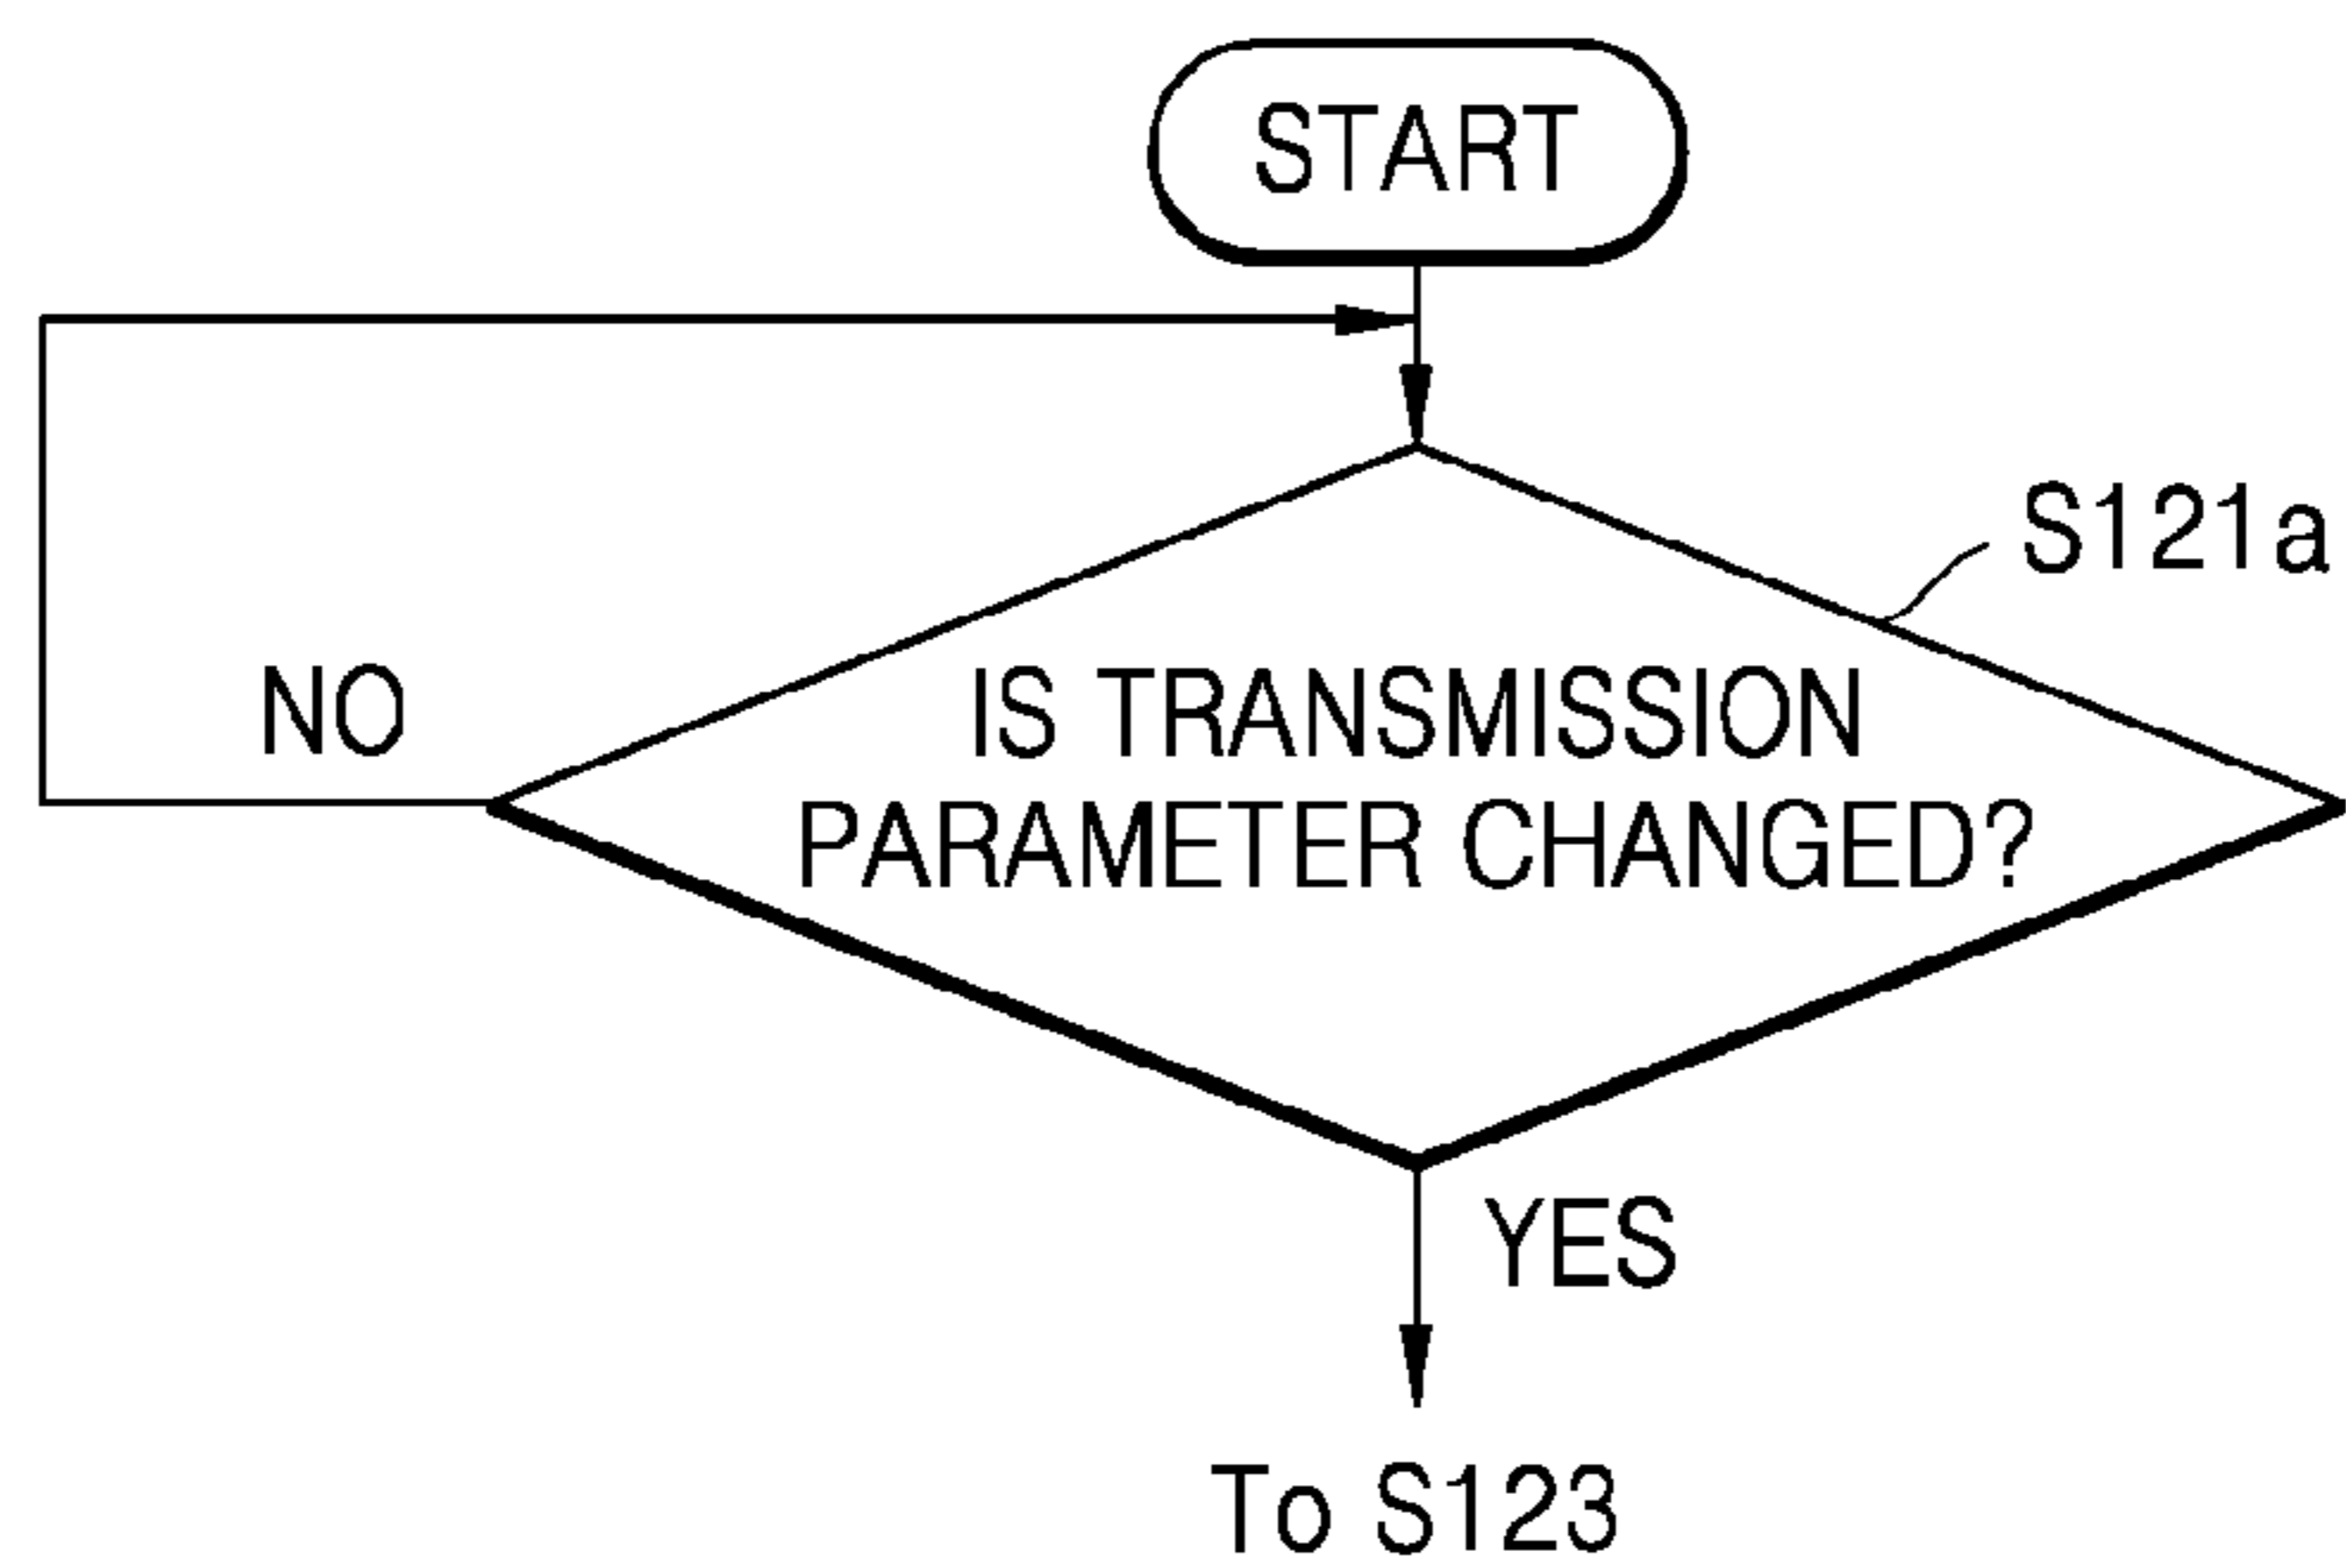 START
S121a
NO
IS TRANSMISSION
PARAMETER CHANGED?
YES
To S123